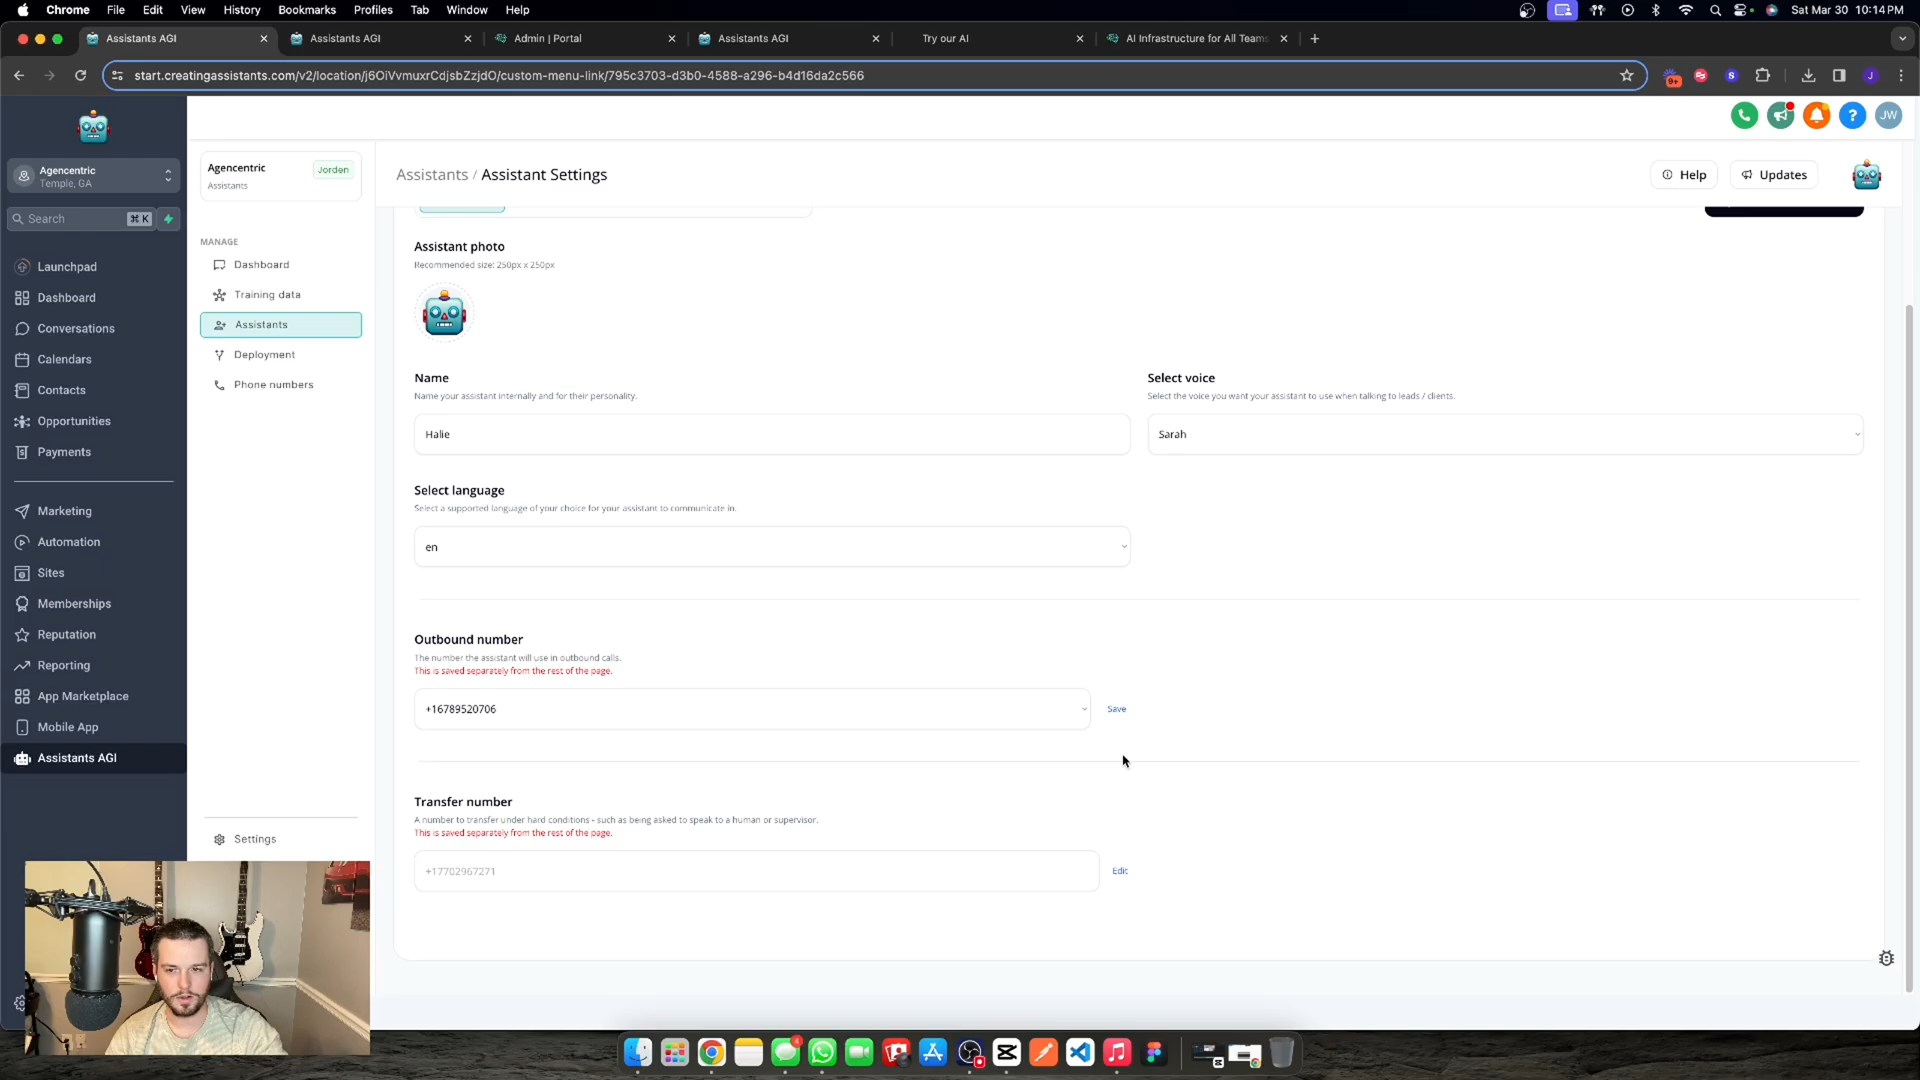 Chrome File Edit View History Bookmarks Profiles Tab Window Help
Sat Mar 30 10:14 PM
Assistants AGI
Assistants AGI
Admin | Portal
Assistants AGI
Try our AI
AI Infrastructure for All Teams
start.creatingassistants.com/v2/location/j6OiVvmuxrCdjsbZzjdO/custom-menu-link/795c3703-d3b0-4588-a296-b4d16da2c566
9+
S
J
JW
Agencentric
Temple, GA
Search
⌘ K
Launchpad
Dashboard
Conversations
Calendars
Contacts
Opportunities
Payments
Marketing
Automation
Sites
Memberships
Reputation
Reporting
App Marketplace
Mobile App
Assistants AGI
Agencentric
Jorden
Assistants
MANAGE
Dashboard
Training data
Assistants
Deployment
Phone numbers
Settings
Assistants / Assistant Settings
Help
Updates
Assistant photo
Recommended size: 250px x 250px
Name
Name your assistant internally and for their personality.
Halie
Select voice
Select the voice you want your assistant to use when talking to leads / clients.
Sarah
Select language
Select a supported language of your choice for your assistant to communicate in.
en
Outbound number
The number the assistant will use in outbound calls.
This is saved separately from the rest of the page.
+16789520706
Save
Transfer number
A number to transfer under hard conditions - such as being asked to speak to a human or supervisor.
This is saved separately from the rest of the page.
+17702967271
Edit
4